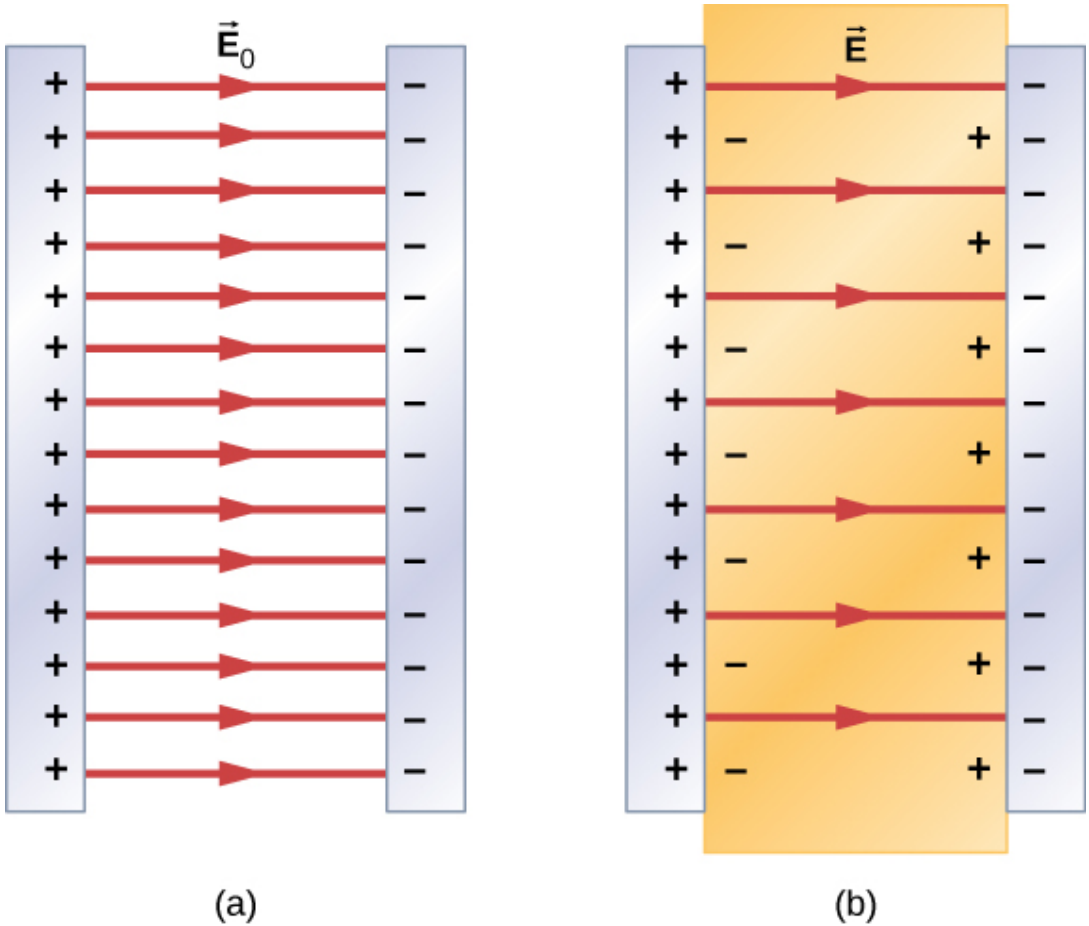 E⃗₀
E⃗
+ −
+ − + −
+ −
+ − + −
+ −
+ − + −
+ −
+ − + −
+ −
+ − + −
+ −
+ − + −
+ −
+ − + −
+ −
+ − + −
+ −
+ − + −
+ −
+ − + −
+ −
+ − + −
+ −
+ − + −
+ −
+ − + −
(a)
(b)